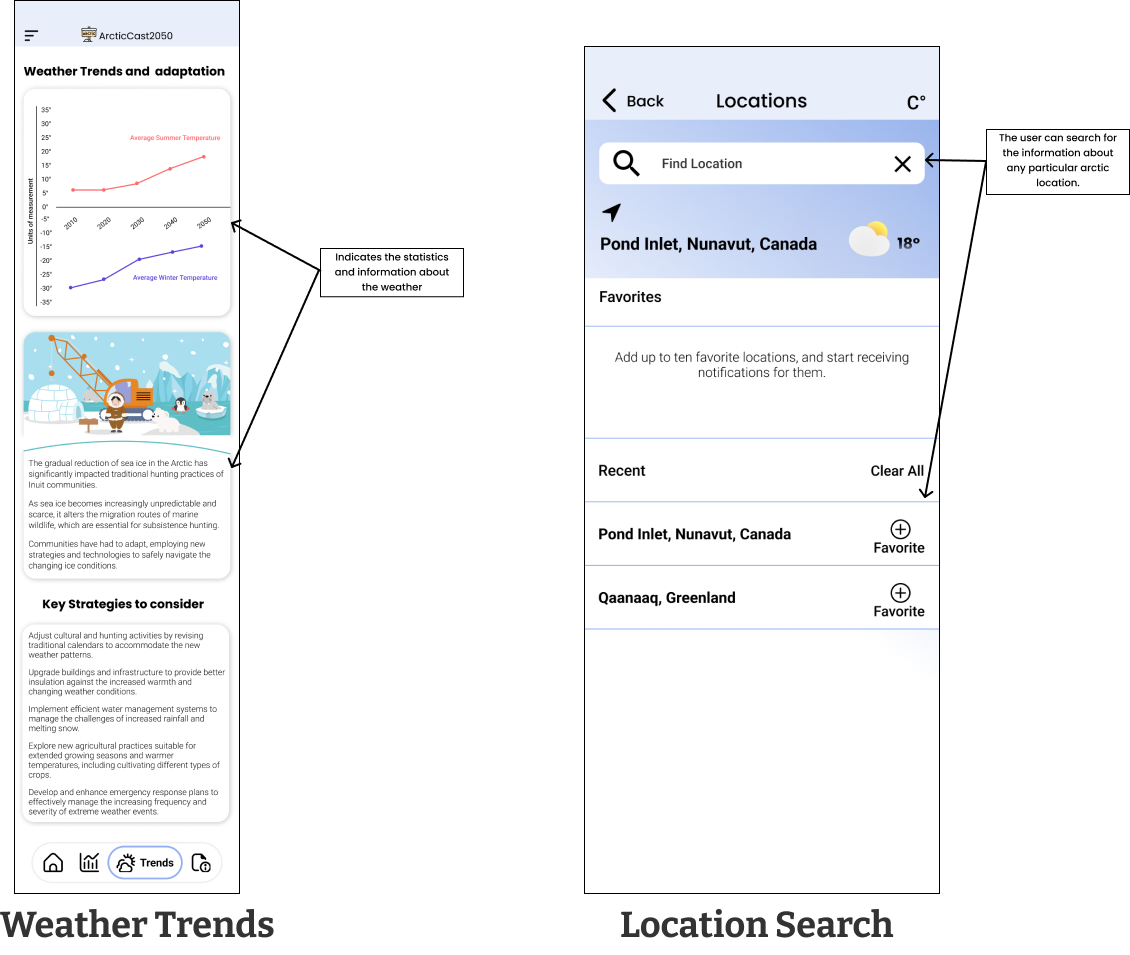 ARCTIC
ArcticCast2050
Weather Trends and adaptation
35°
30°
25°
Average Summer Temperature
20°
15°
10°
5°
0°
-5°
2010 2020 2030 2040 2050
-10°
-15°
-20°
-25°
Average Winter Temperature
-30°
-35°
Units of measurement
The gradual reduction of sea ice in the Arctic has
significantly impacted traditional hunting practices of
Inuit communities.
As sea ice becomes increasingly unpredictable and
scarce, it alters the migration routes of marine
wildlife, which are essential for subsistence hunting.
Communities have had to adapt, employing new
strategies and technologies to safely navigate the
changing ice conditions.
Key Strategies to consider
Adjust cultural and hunting activities by revising
traditional calendars to accommodate the new
weather patterns.
Upgrade buildings and infrastructure to provide better
insulation against the increased warmth and
changing weather conditions.
Implement efficient water management systems to
manage the challenges of increased rainfall and
melting snow.
Explore new agricultural practices suitable for
extended growing seasons and warmer
temperatures, including cultivating different types of
crops.
Develop and enhance emergency response plans to
effectively manage the increasing frequency and
severity of extreme weather events.
Trends
Weather Trends
Indicates the statistics
and information about
the weather
Back
Locations
C°
Find Location
Pond Inlet, Nunavut, Canada
18°
Favorites
Add up to ten favorite locations, and start receiving
notifications for them.
Recent
Clear All
Pond Inlet, Nunavut, Canada
Favorite
Qaanaaq, Greenland
Favorite
Location Search
The user can search for
the information about
any particular arctic
location.